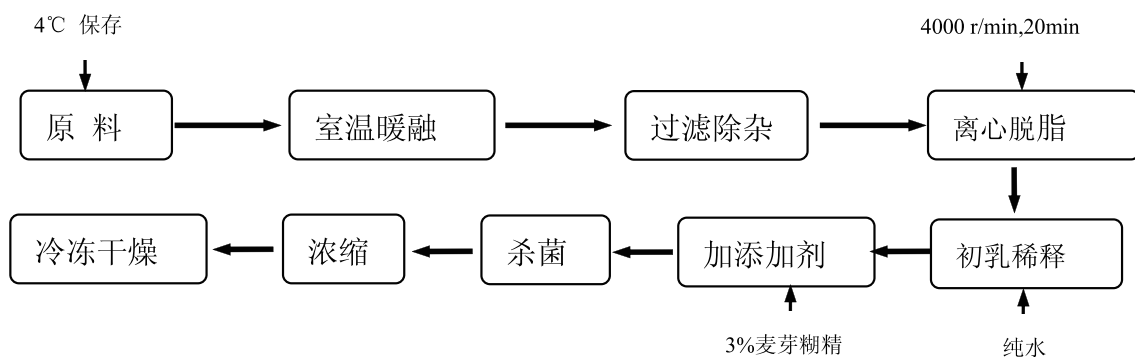 4℃ 保存
4000 r/min,20min
原 料
室温暖融
过滤除杂
离心脱脂
冷冻干燥
浓缩
杀菌
加添加剂
初乳稀释
3%麦芽糊精
纯水